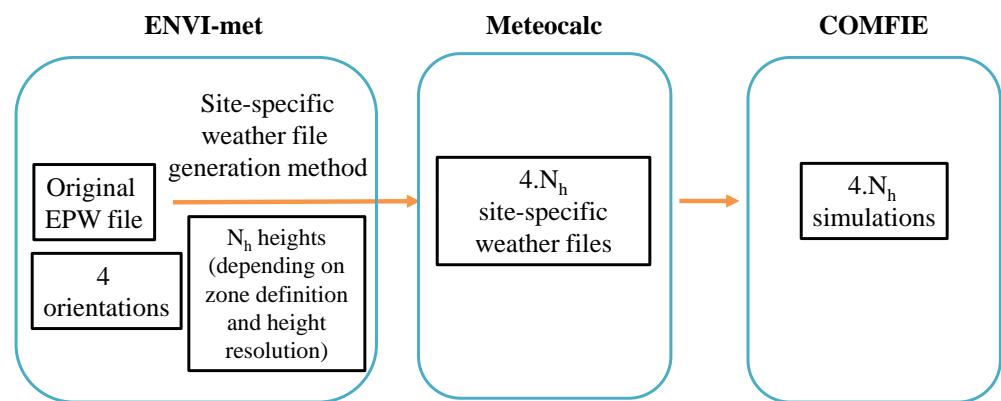 ENVI-met
Meteocalc
COMFIE
Site-specific
weather file
generation method
Original
EPW file
4
orientations
N_h heights
(depending on
zone definition
and height
resolution)
4.N_h
site-specific
weather files
4.N_h
simulations